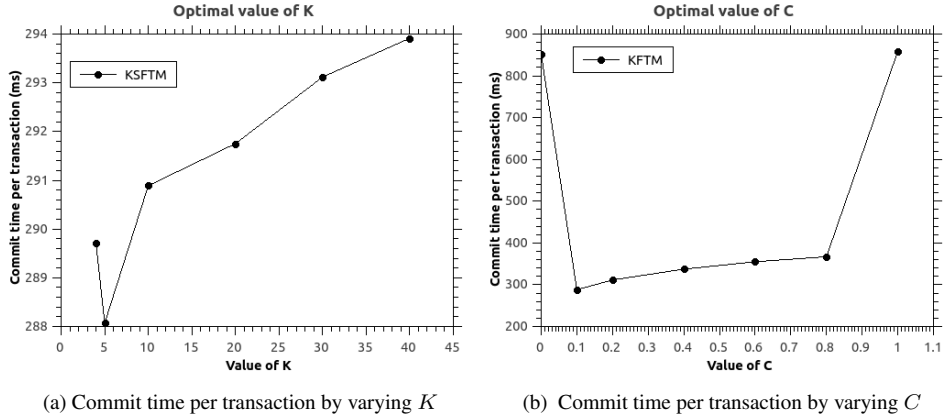 Optimal value of K
294
293
292
291
290
289
288
Commit time per transaction (ms)
KSFTM
0 5 10 15 20 25 30 35 40 45
Value of K
(a) Commit time per transaction by varying K
Optimal value of C
900
800
700
600
500
400
300
200
Commit time per transaction (ms)
KFTM
0 0.1 0.2 0.3 0.4 0.5 0.6 0.7 0.8 0.9 1 1.1
Value of C
(b) Commit time per transaction by varying C